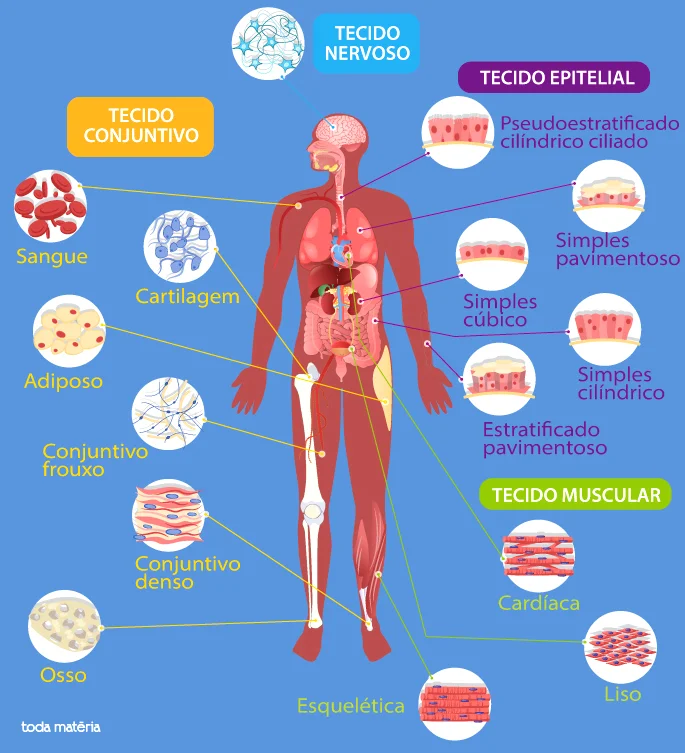 TECIDO
NERVOSO
TECIDO EPITELIAL
TECIDO
CONJUNTIVO
Pseudoestratificado
cilíndrico ciliado
Sangue
Cartilagem
Simples
pavimentoso
Simples
cúbico
Adiposo
Simples
cilíndrico
Conjuntivo
frouxo
Estratificado
pavimentoso
TECIDO MUSCULAR
Conjuntivo
denso
Cardíaca
Osso
Esquelética
Liso
toda matéria